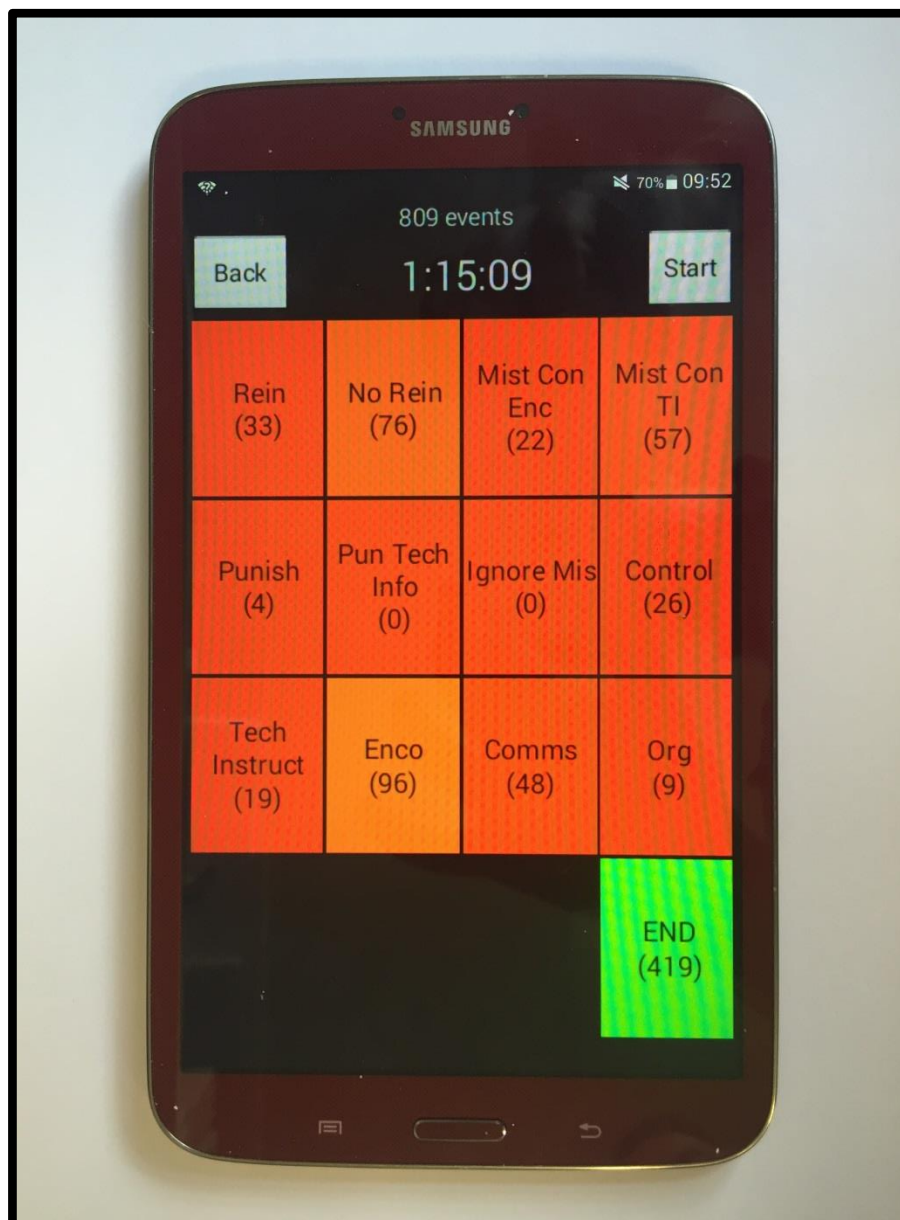 SAMSUNG
70% 09:52
809 events
Back
1:15:09
Start
Rein
(33)
No Rein
(76)
Mist Con
Enc
(22)
Mist Con
TI
(57)
Punish
(4)
Pun Tech
Info
(0)
Ignore Mis
(0)
Control
(26)
Tech
Instruct
(19)
Enco
(96)
Comms
(48)
Org
(9)
END
(419)